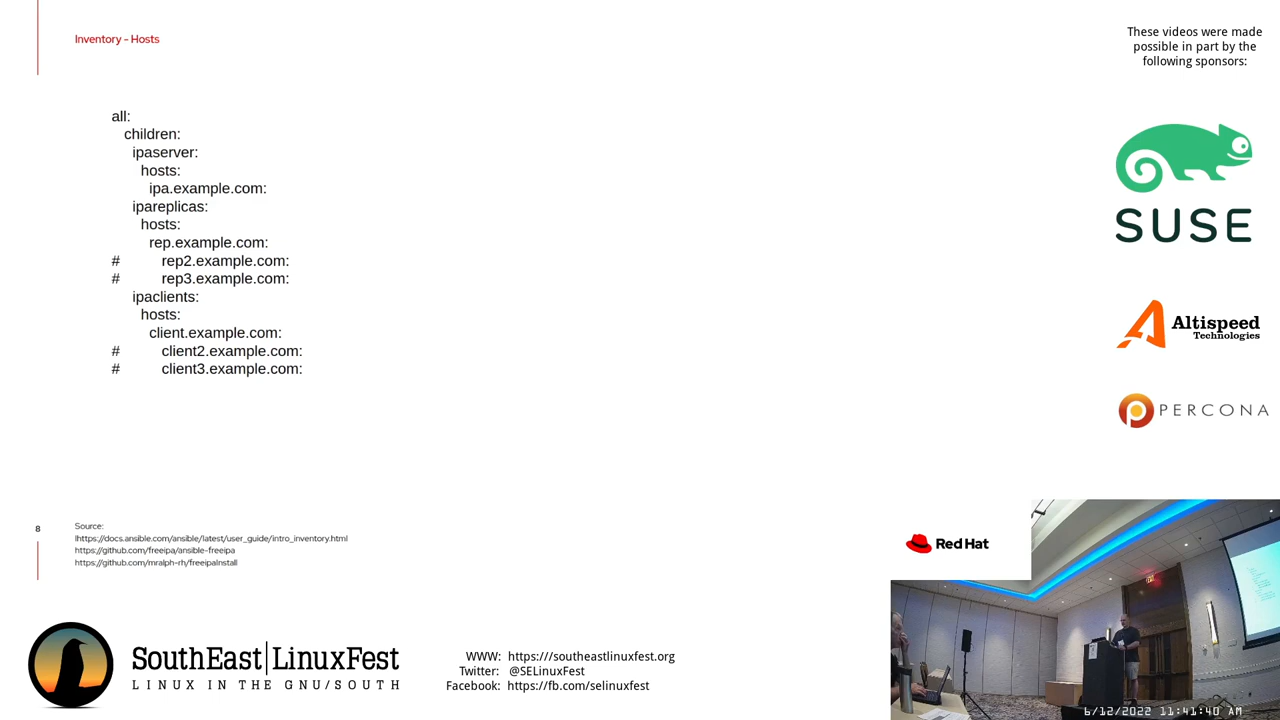 Inventory - Hosts
These videos were made
possible in part by the
following sponsors:
all:
children:
ipaserver:
hosts:
ipa.example.com:
ipareplicas:
hosts:
rep.example.com:
# rep2.example.com:
# rep3.example.com:
ipaclients:
hosts:
client.example.com:
# client2.example.com:
# client3.example.com:
SUSE
Altispeed
Technologies
PERCONA
8
Source:
lhttps://docs.ansible.com/ansible/latest/user_guide/intro_inventory.html
https://github.com/freeipa/ansible-freeipa
https://github.com/mralph-rh/freeipaInstall
Red Hat
SouthEast|LinuxFest
LINUX IN THE GNU/SOUTH
WWW: https:///southeastlinuxfest.org
Twitter: @SELinuxFest
Facebook: https://fb.com/selinuxfest
6/12/2022 11:41:40 AM